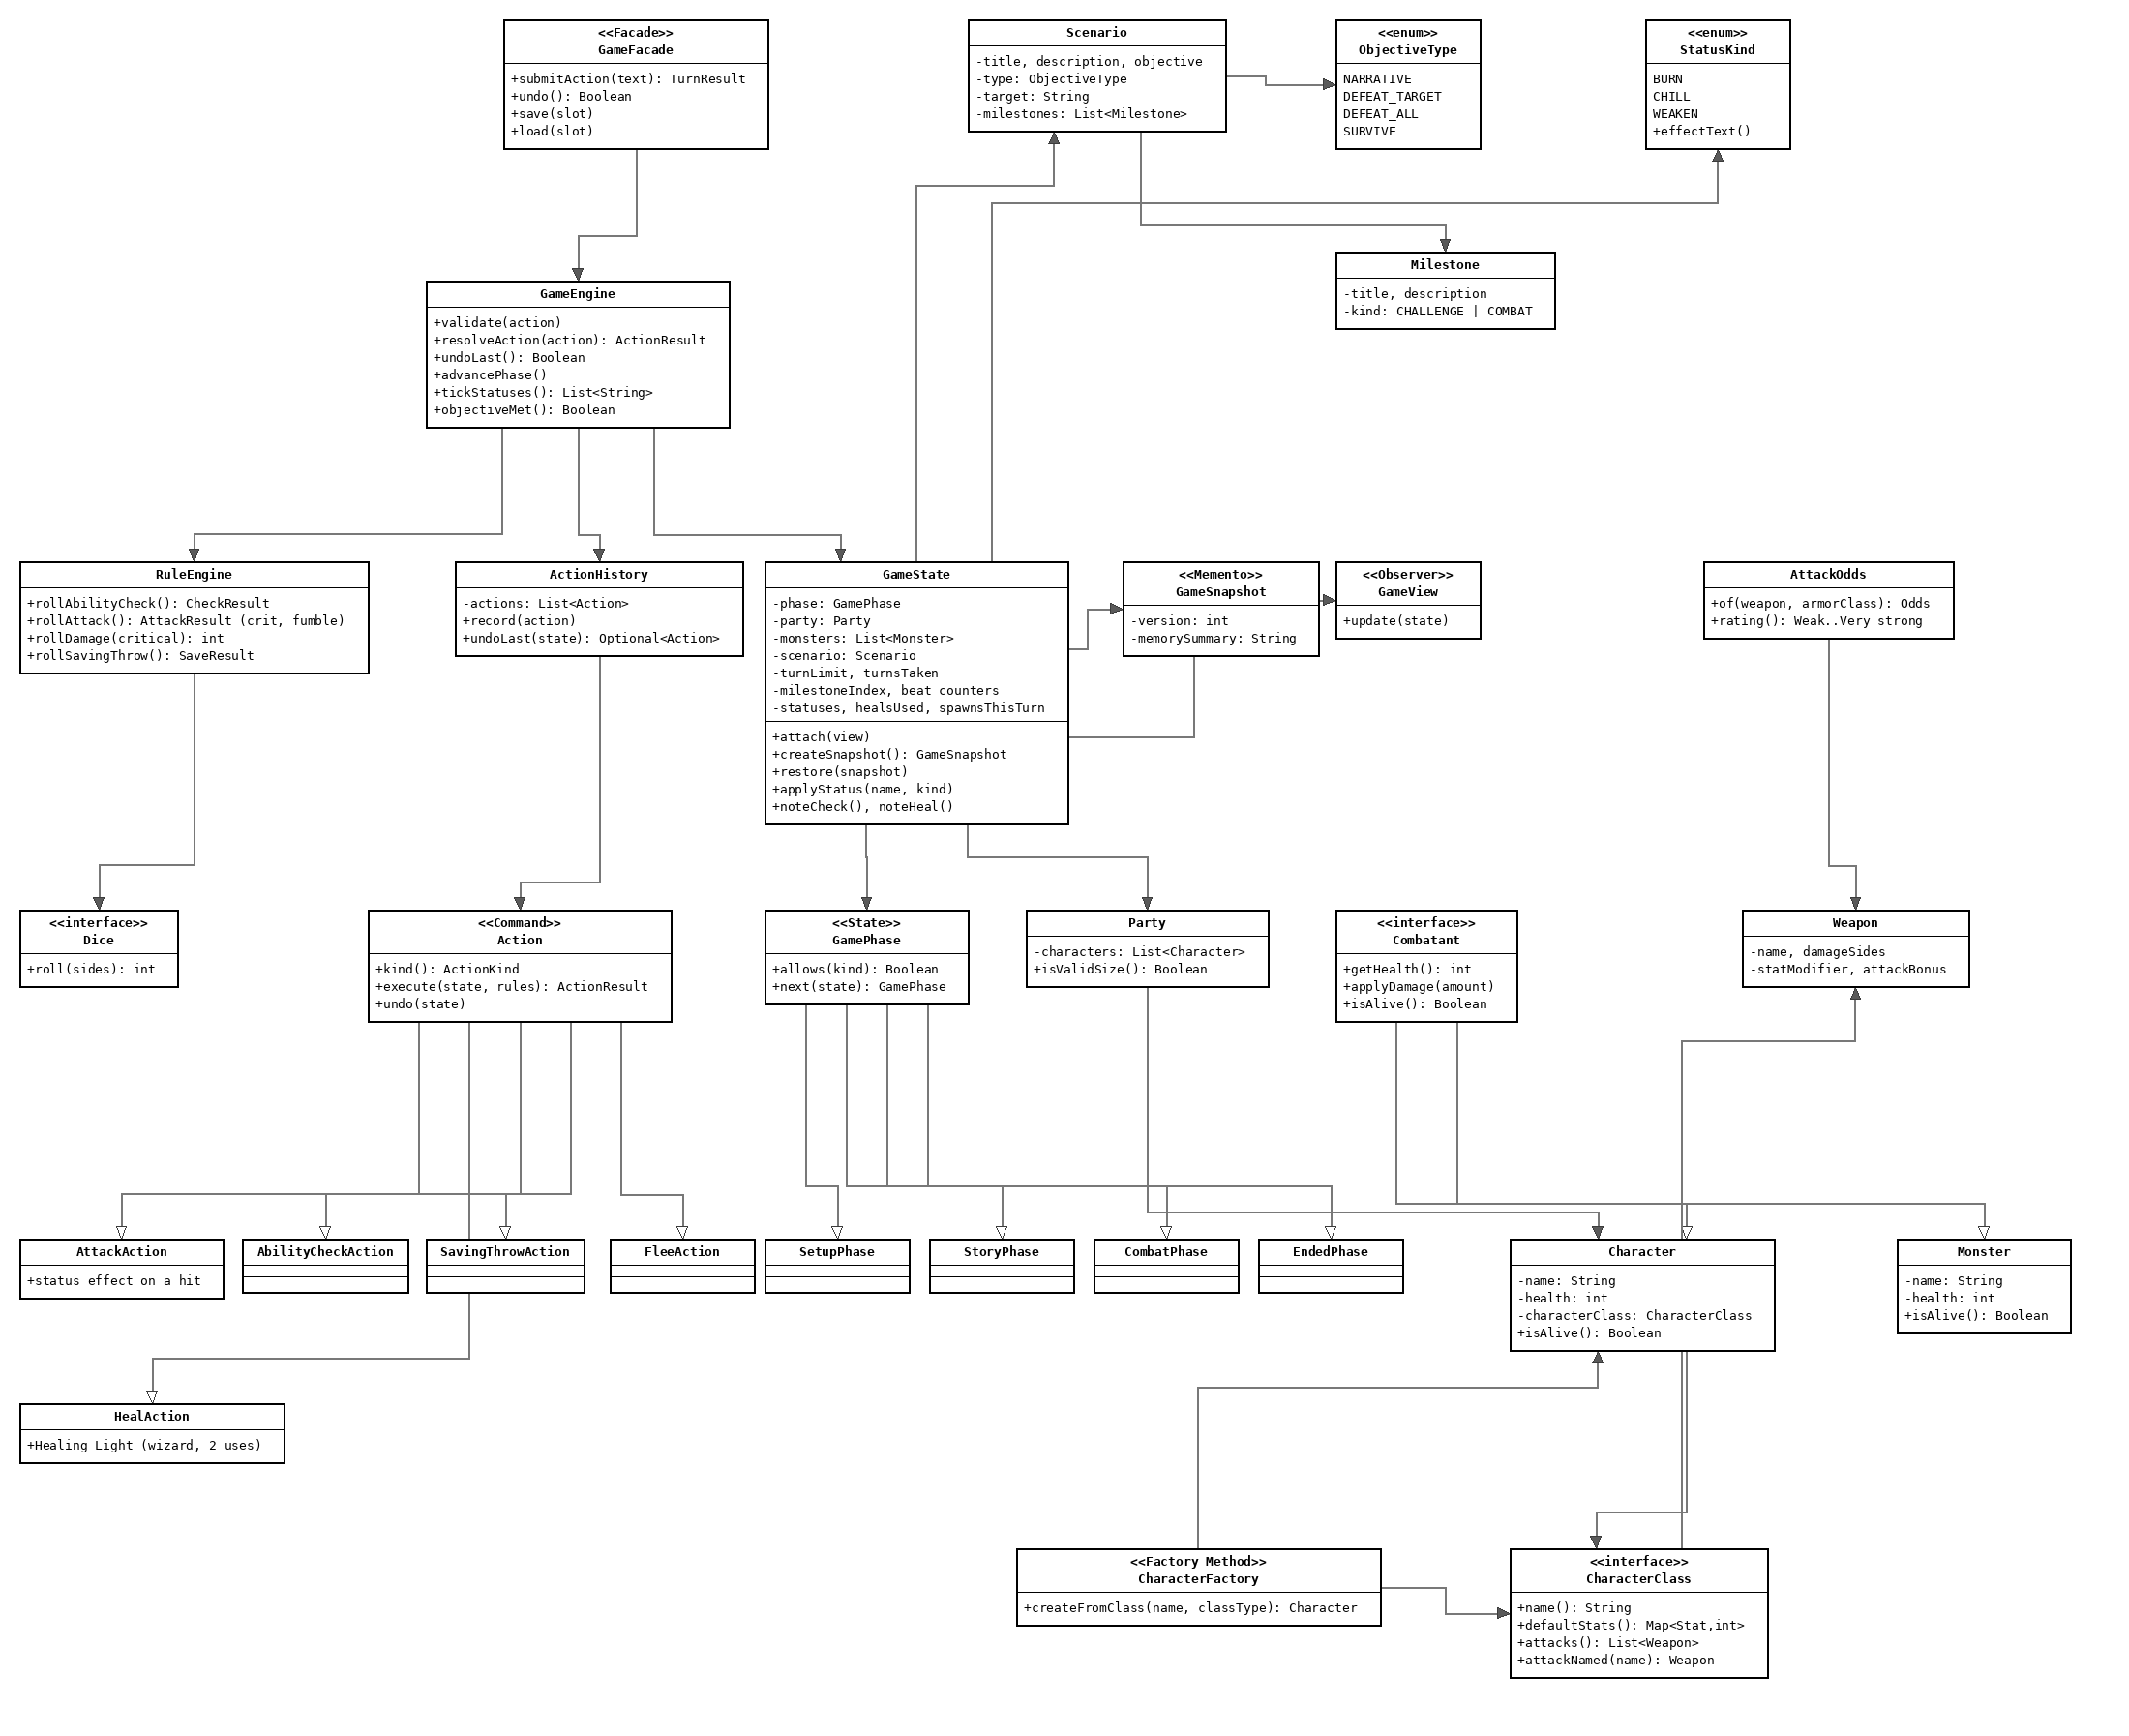 <<Facade>>
GameFacade
+submitAction(text): TurnResult
+undo(): Boolean
+save(slot)
+load(slot)
Scenario
-title, description, objective
-type: ObjectiveType
-target: String
-milestones: List<Milestone>
<<enum>>
ObjectiveType
NARRATIVE
DEFEAT_TARGET
DEFEAT_ALL
SURVIVE
<<enum>>
StatusKind
BURN
CHILL
WEAKEN
+effectText()
Milestone
-title, description
-kind: CHALLENGE | COMBAT
GameEngine
+validate(action)
+resolveAction(action): ActionResult
+undoLast(): Boolean
+advancePhase()
+tickStatuses(): List<String>
+objectiveMet(): Boolean
RuleEngine
+rollAbilityCheck(): CheckResult
+rollAttack(): AttackResult (crit, fumble)
+rollDamage(critical): int
+rollSavingThrow(): SaveResult
ActionHistory
-actions: List<Action>
+record(action)
+undoLast(state): Optional<Action>
GameState
-phase: GamePhase
-party: Party
-monsters: List<Monster>
-scenario: Scenario
-turnLimit, turnsTaken
-milestoneIndex, beat counters
-statuses, healsUsed, spawnsThisTurn
+attach(view)
+createSnapshot(): GameSnapshot
+restore(snapshot)
+applyStatus(name, kind)
+noteCheck(), noteHeal()
<<Memento>>
GameSnapshot
-version: int
-memorySummary: String
<<Observer>>
GameView
+update(state)
AttackOdds
+of(weapon, armorClass): Odds
+rating(): Weak..Very strong
<<interface>>
Dice
+roll(sides): int
<<Command>>
Action
+kind(): ActionKind
+execute(state, rules): ActionResult
+undo(state)
<<State>>
GamePhase
+allows(kind): Boolean
+next(state): GamePhase
Party
-characters: List<Character>
+isValidSize(): Boolean
<<interface>>
Combatant
+getHealth(): int
+applyDamage(amount)
+isAlive(): Boolean
Weapon
-name, damageSides
-statModifier, attackBonus
AttackAction
+status effect on a hit
AbilityCheckAction
SavingThrowAction
FleeAction
SetupPhase
StoryPhase
CombatPhase
EndedPhase
Character
-name: String
-health: int
-characterClass: CharacterClass
+isAlive(): Boolean
Monster
-name: String
-health: int
+isAlive(): Boolean
HealAction
+Healing Light (wizard, 2 uses)
<<Factory Method>>
CharacterFactory
+createFromClass(name, classType): Character
<<interface>>
CharacterClass
+name(): String
+defaultStats(): Map<Stat,int>
+attacks(): List<Weapon>
+attackNamed(name): Weapon